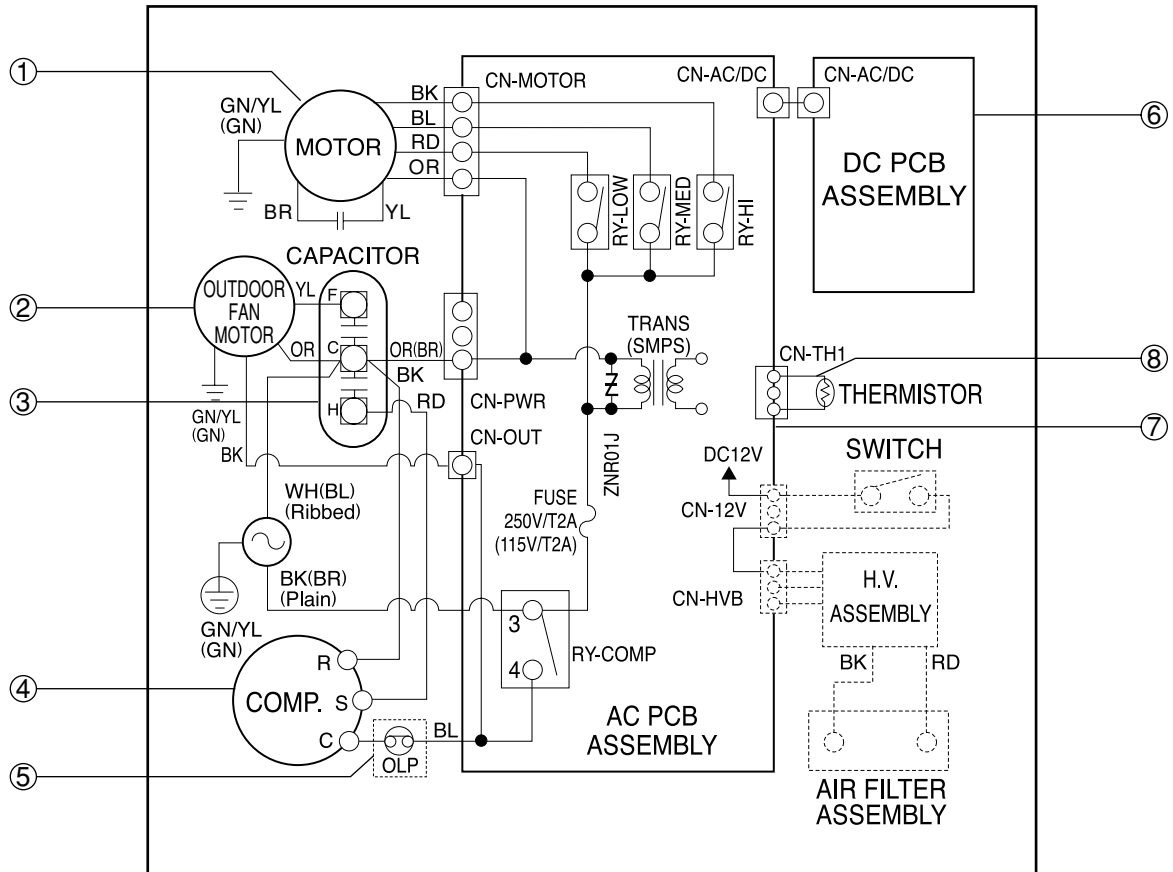 ①
CN-MOTOR
CN-AC/DC
CN-AC/DC
BK
GN/YL
(GN)
BL
⑥
MOTOR
RD
DC PCB
ASSEMBLY
OR
RY-LOW
RY-MED
RY-HI
BR
YL
CAPACITOR
②
OUTDOOR
FAN
MOTOR
YL
F
TRANS
(SMPS)
OR
C
OR(BR)
CN-TH1
⑧
BK
THERMISTOR
③
H
RD
CN-PWR
⑦
GN/YL
(GN)
CN-OUT
ZNR01J
SWITCH
BK
DC12V
WH(BL)
(Ribbed)
FUSE
250V/T2A
(115V/T2A)
CN-12V
BK(BR)
(Plain)
H.V.
ASSEMBLY
CN-HVB
GN/YL
(GN)
3
RY-COMP
4
BK
RD
R
④
COMP.
S
AC PCB
ASSEMBLY
C
BL
⑤
OLP
AIR FILTER
ASSEMBLY